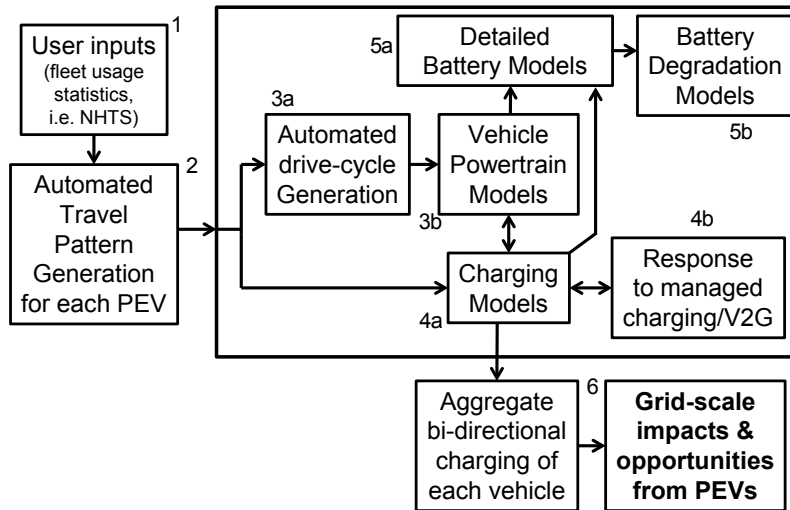 1
User inputs
(fleet usage
statistics,
i.e. NHTS)
2
Automated
Travel
Pattern
Generation
for each PEV
3a
Automated
drive-cycle
Generation
3b
Vehicle
Powertrain
Models
5a
Detailed
Battery Models
Battery
Degradation
Models
5b
Charging
Models
4a
4b
Response
to managed
charging/V2G
Aggregate
bi-directional
charging of
each vehicle
6
Grid-scale
impacts &
opportunities
from PEVs